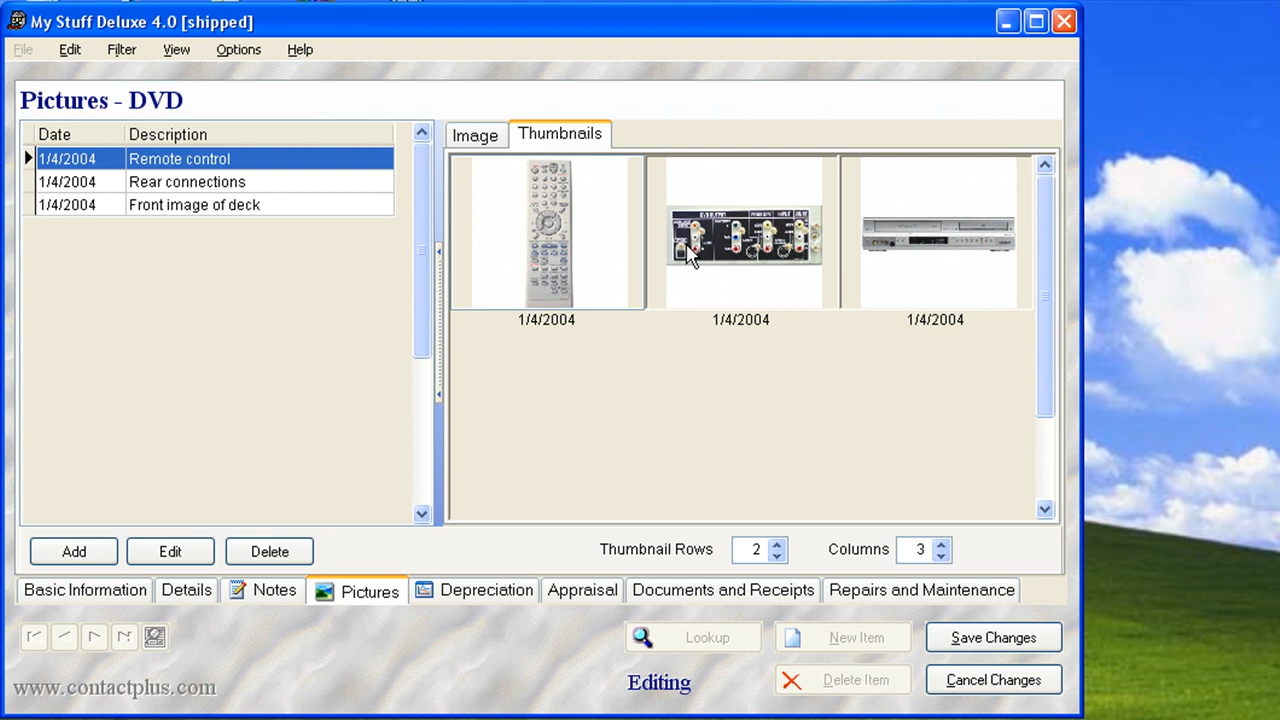 My Stuff Deluxe 4.0 [shipped]
File Edit Filter View Options Help
Pictures - DVD
Date Description
1/4/2004 Remote control
1/4/2004 Rear connections
1/4/2004 Front image of deck
Image Thumbnails
1/4/2004 1/4/2004 1/4/2004
Add Edit Delete
Thumbnail Rows 2 Columns 3
Basic Information Details Notes Pictures Depreciation Appraisal Documents and Receipts Repairs and Maintenance
Lookup New Item Save Changes
Editing Delete Item Cancel Changes
www.contactplus.com